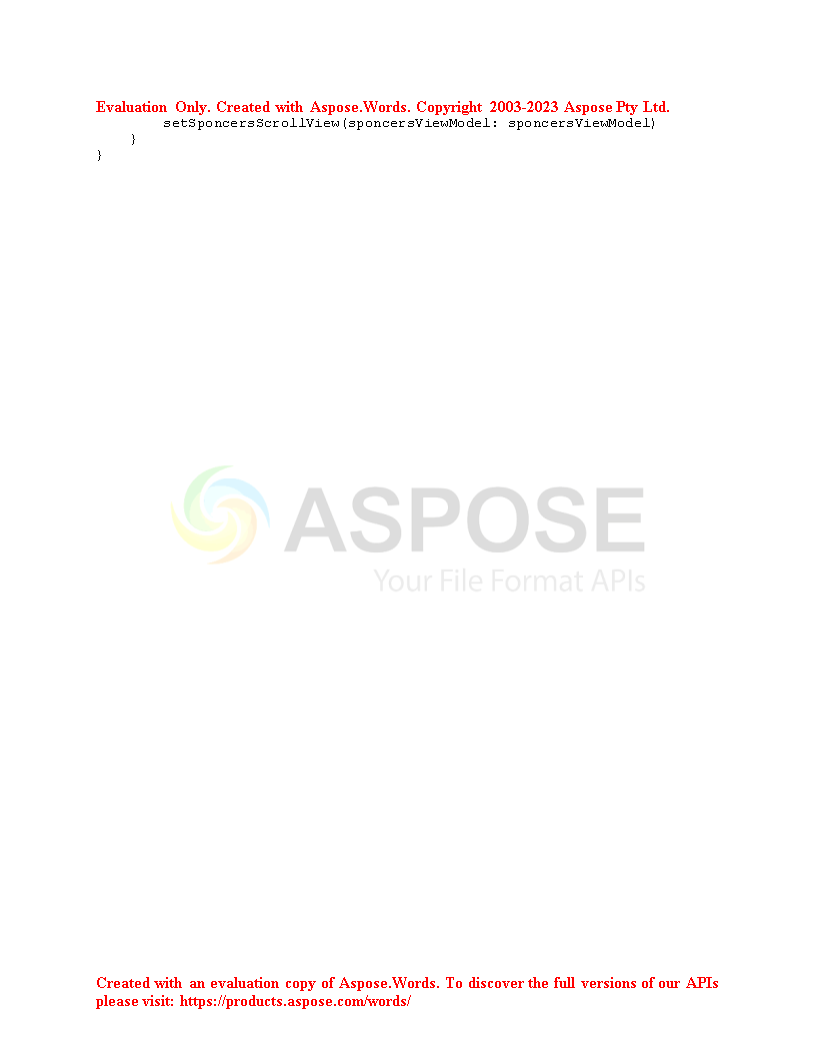 Evaluation Only. Created with Aspose.Words. Copyright 2003-2023 Aspose Pty Ltd.
setSponcersScrollView(sponcersViewModel: sponcersViewModel)
}
}
ASPOSE
Your File Format APIs
Created with an evaluation copy of Aspose.Words. To discover the full versions of our APIs
please visit: https://products.aspose.com/words/